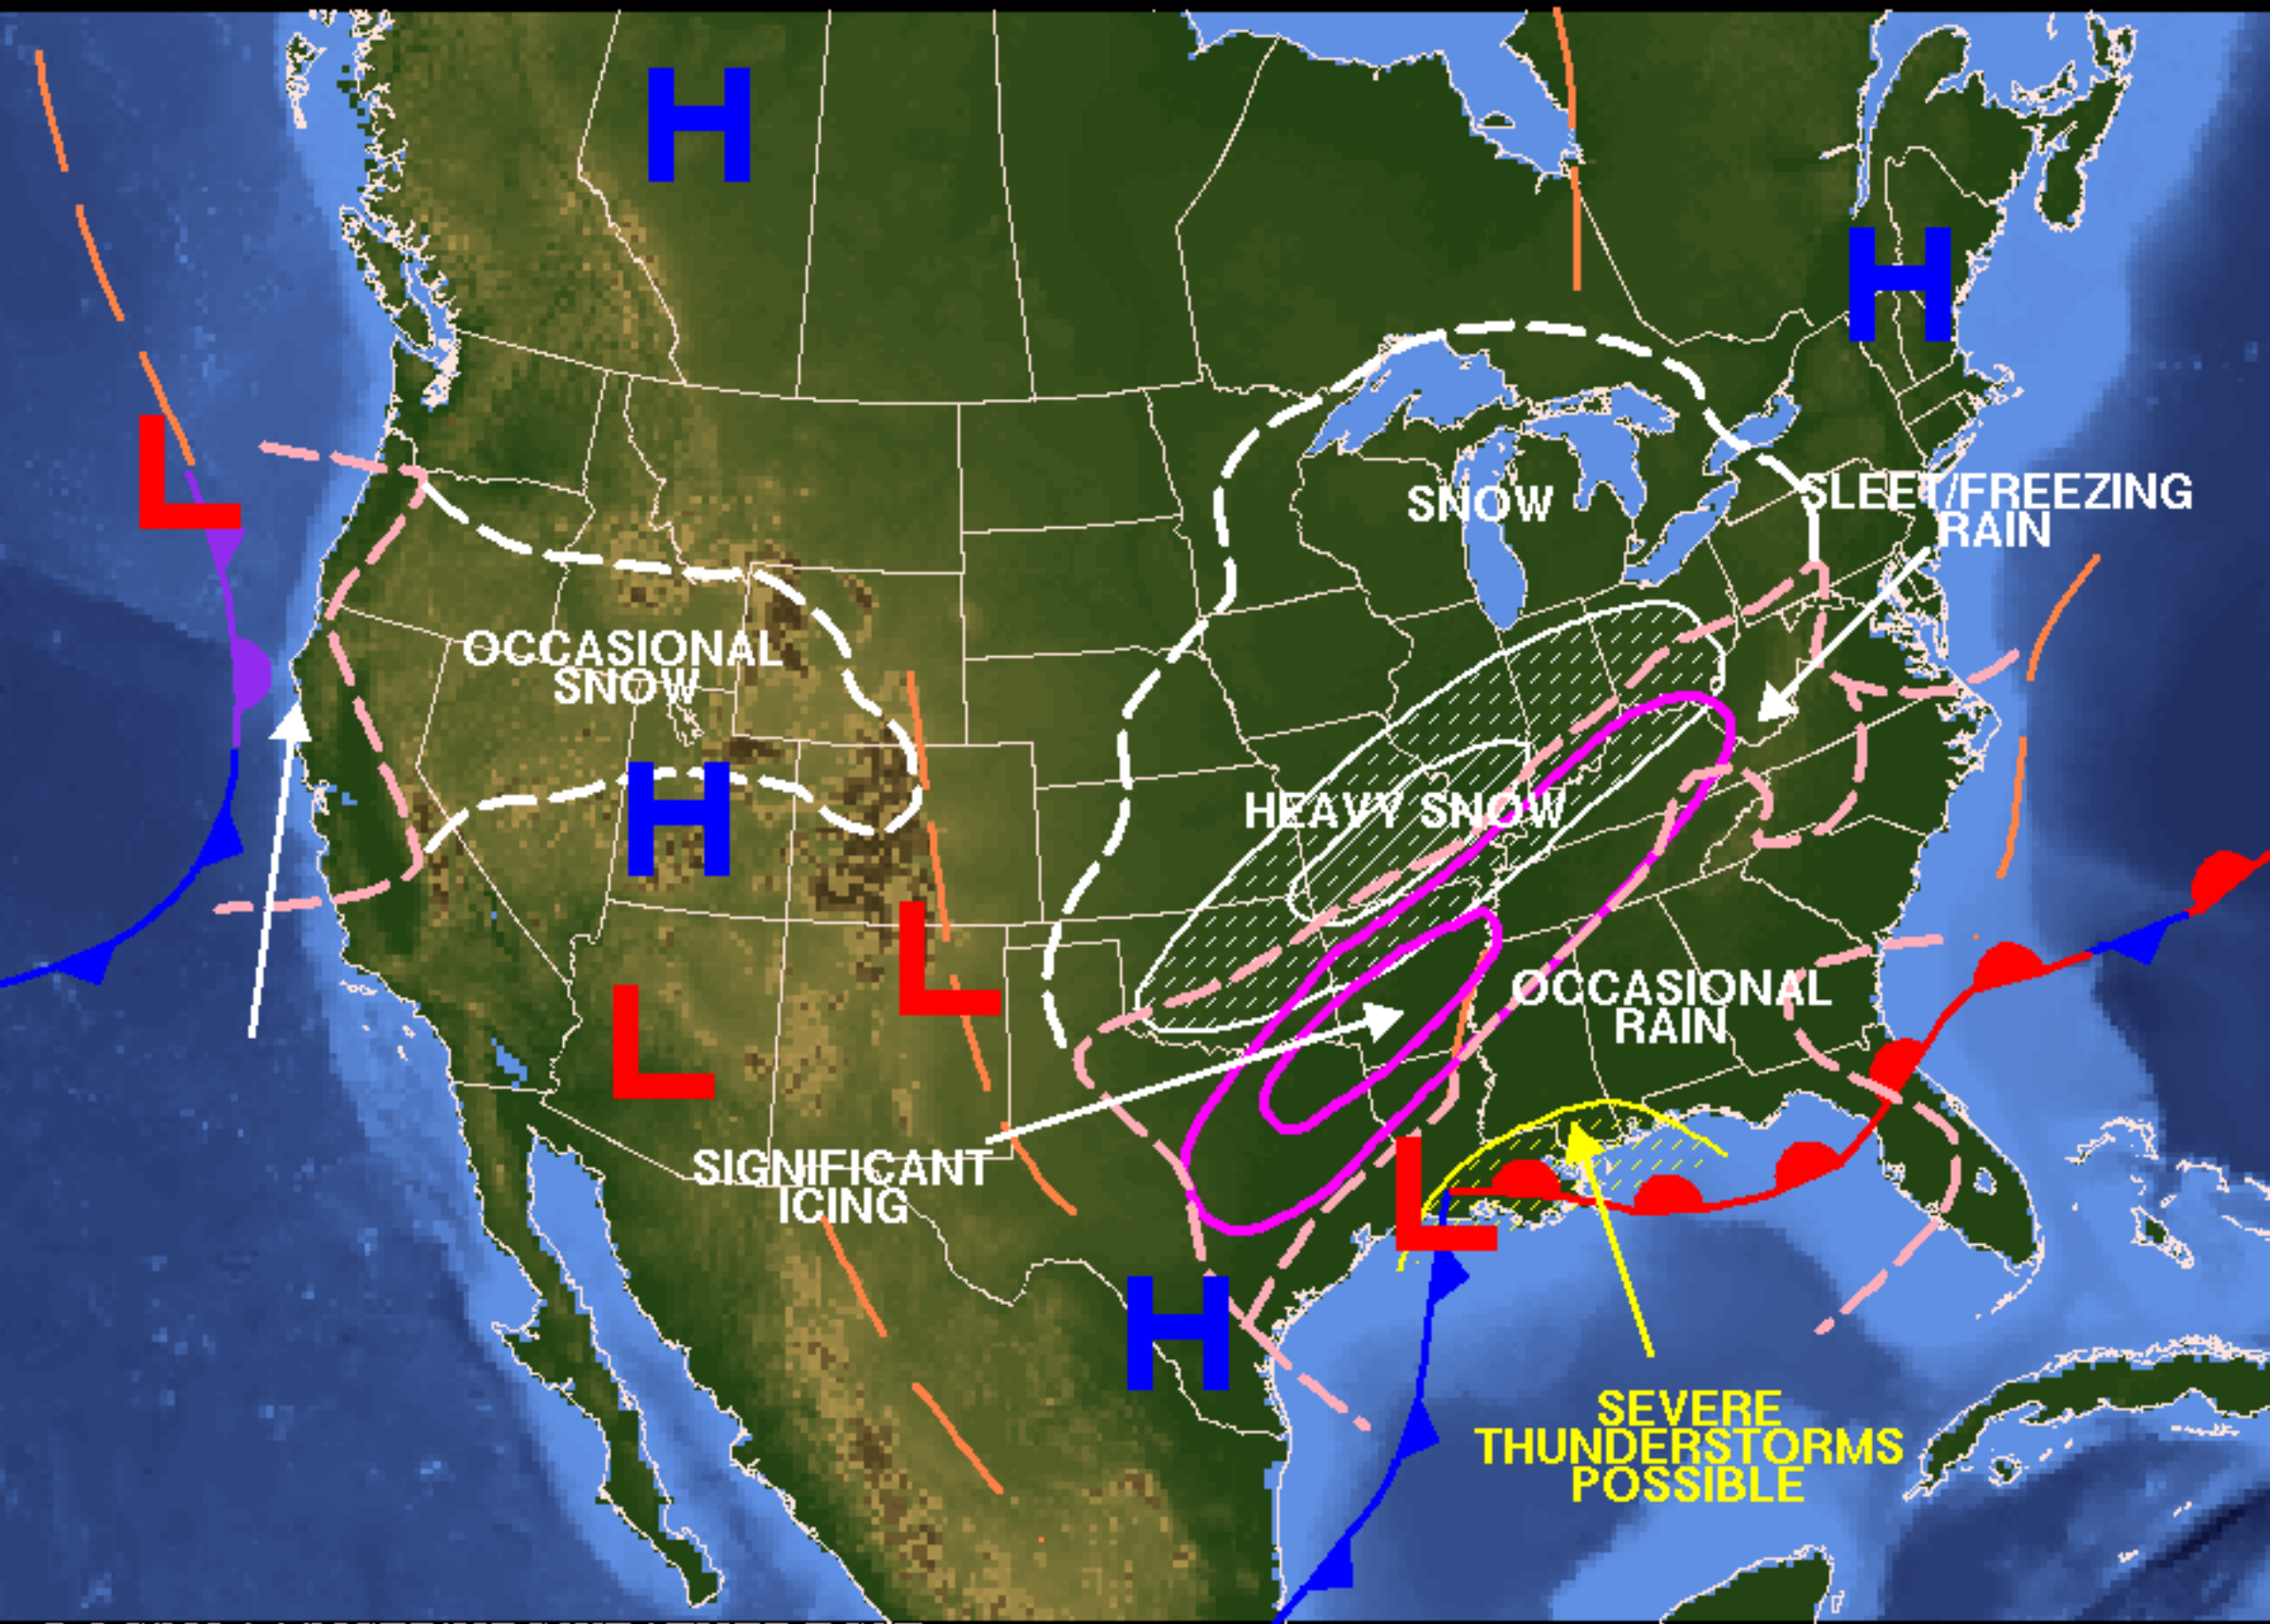 H
H
L
SNOW
SLEET/FREEZING
RAIN
OCCASIONAL
SNOW
H
HEAVY SNOW
L
L
OCCASIONAL
RAIN
SIGNIFICANT
ICING
L
H
SEVERE
THUNDERSTORMS
POSSIBLE